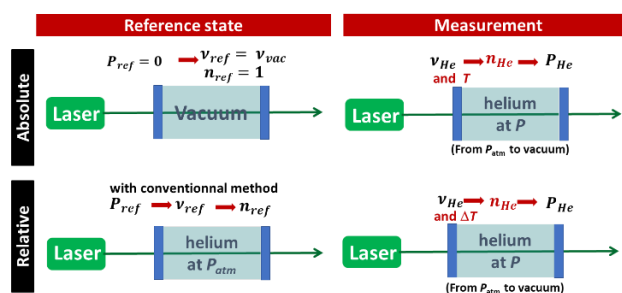 Reference state
Measurement
Absolute
P_ref = 0 → ν_ref = ν_vac
n_ref = 1
Laser
Vacuum
ν_He → n_He → P_He
and T
Laser
helium
at P
(From P_atm to vacuum)
Relative
with conventionnal method
P_ref → ν_ref → n_ref
Laser
helium
at P_atm
ν_He → n_He → P_He
and ΔT
Laser
helium
at P
(From P_atm to vacuum)